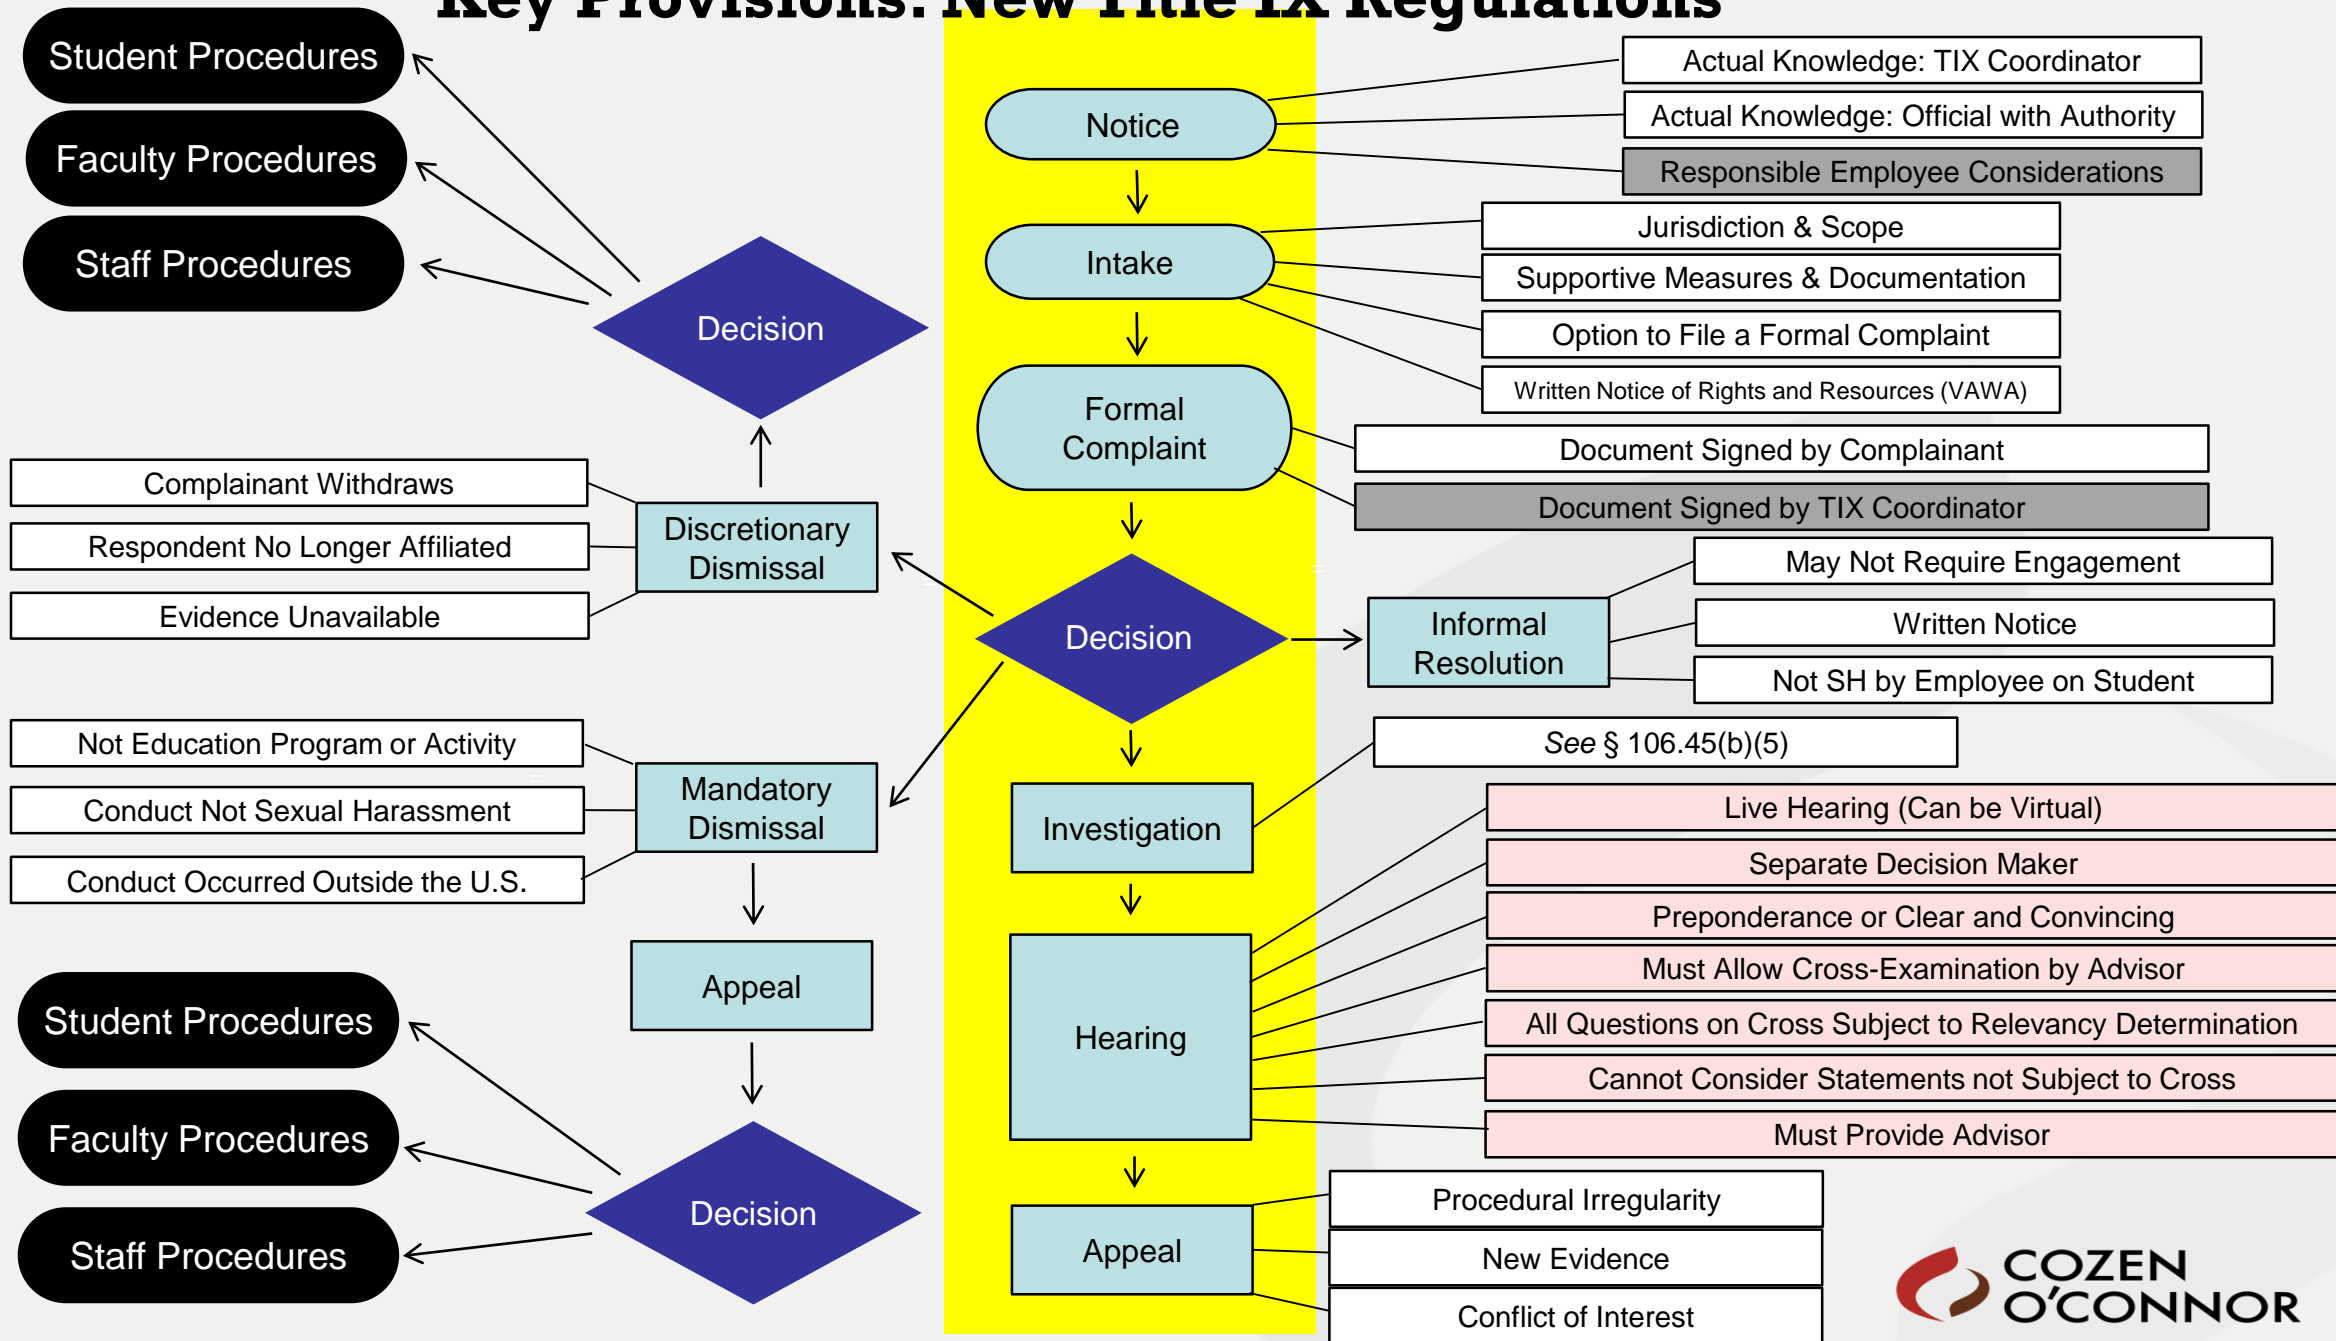 Key Provisions: New Title IX Regulations
Student Procedures
Faculty Procedures
Staff Procedures
Decision
Complainant Withdraws
Respondent No Longer Affiliated
Evidence Unavailable
Discretionary
Dismissal
Not Education Program or Activity
Conduct Not Sexual Harassment
Conduct Occurred Outside the U.S.
=
Mandatory
Dismissal
Appeal
Decision
Student Procedures
Faculty Procedures
Staff Procedures
Notice
Actual Knowledge: TIX Coordinator
Actual Knowledge: Official with Authority
Responsible Employee Considerations
Intake
Jurisdiction & Scope
Supportive Measures & Documentation
Option to File a Formal Complaint
Written Notice of Rights and Resources (VAWA)
Formal
Complaint
Document Signed by Complainant
Document Signed by TIX Coordinator
=
Decision
Informal
Resolution
May Not Require Engagement
Written Notice
Not SH by Employee on Student
Investigation
See § 106.45(b)(5)
Hearing
Live Hearing (Can be Virtual)
Separate Decision Maker
Preponderance or Clear and Convincing
Must Allow Cross-Examination by Advisor
All Questions on Cross Subject to Relevancy Determination
Cannot Consider Statements not Subject to Cross
Must Provide Advisor
Appeal
Procedural Irregularity
New Evidence
Conflict of Interest
COZEN
O'CONNOR